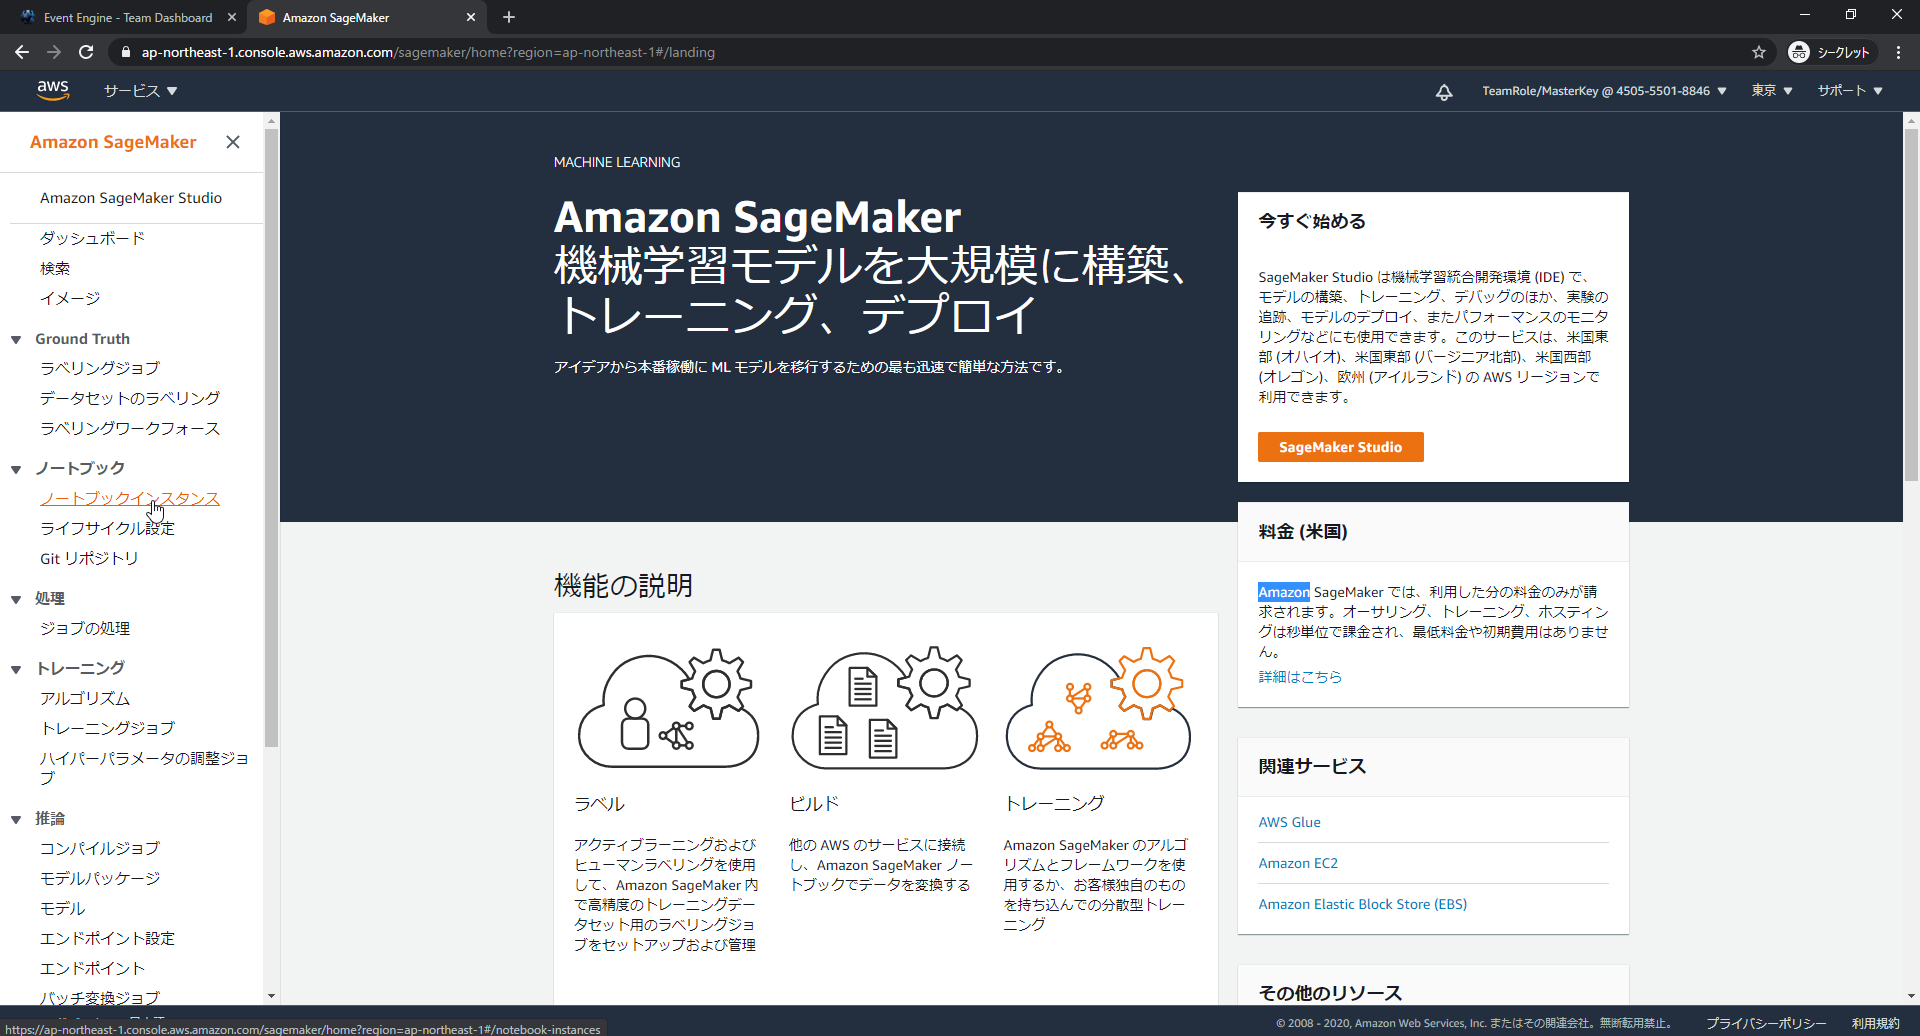 Event Engine - Team Dashboard
Amazon SageMaker
ap-northeast-1.console.aws.amazon.com/sagemaker/home?region=ap-northeast-1#/landing
シークレット
aws
サービス
TeamRole/MasterKey @ 4505-5501-8846
東京
サポート
Amazon SageMaker
Amazon SageMaker Studio
ダッシュボード
検索
イメージ
Ground Truth
ラベリングジョブ
データセットのラベリング
ラベリングワークフォース
ノートブック
ノートブックインスタンス
ライフサイクル設定
Git リポジトリ
処理
ジョブの処理
トレーニング
アルゴリズム
トレーニングジョブ
ハイパーパラメータの調整ジョ
ブ
推論
コンパイルジョブ
モデルパッケージ
モデル
エンドポイント設定
エンドポイント
バッチ変換ジョブ
MACHINE LEARNING
Amazon SageMaker
機械学習モデルを大規模に構築、
トレーニング、デプロイ
アイデアから本番稼働に ML モデルを移行するための最も迅速で簡単な方法です。
今すぐ始める
SageMaker Studio は機械学習統合開発環境 (IDE) で、
モデルの構築、トレーニング、デバッグのほか、実験の
追跡、モデルのデプロイ、またパフォーマンスのモニタ
リングなどにも使用できます。このサービスは、米国東
部 (オハイオ)、米国東部 (バージニア北部)、米国西部
(オレゴン)、欧州 (アイルランド) の AWS リージョンで
利用できます。
SageMaker Studio
料金 (米国)
Amazon SageMaker では、利用した分の料金のみが請
求されます。オーサリング、トレーニング、ホスティン
グは秒単位で課金され、最低料金や初期費用はありませ
ん。
詳細はこちら
機能の説明
ラベル
アクティブラーニングおよび
ヒューマンラベリングを使用
して、Amazon SageMaker 内
で高精度のトレーニングデー
タセット用のラベリングジョ
ブをセットアップおよび管理
ビルド
他の AWS のサービスに接続
し、Amazon SageMaker ノー
トブックでデータを変換する
トレーニング
Amazon SageMaker のアルゴ
リズムとフレームワークを使
用するか、お客様独自のもの
を持ち込んでの分散型トレー
ニング
関連サービス
AWS Glue
Amazon EC2
Amazon Elastic Block Store (EBS)
その他のリソース
https://ap-northeast-1.console.aws.amazon.com/sagemaker/home?region=ap-northeast-1#/notebook-instances
© 2008 - 2020, Amazon Web Services, Inc. またはその関連会社。無断転用禁止。
プライバシーポリシー
利用規約